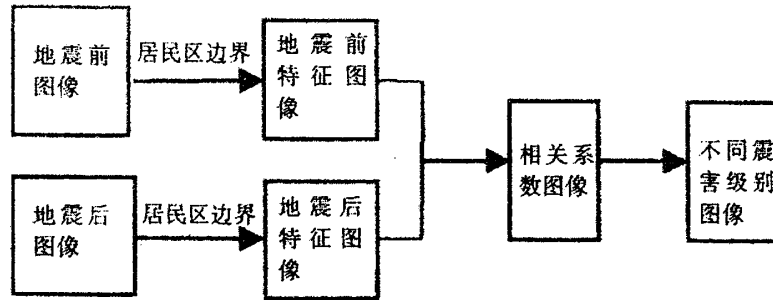 地震前
图像
居民区边界
地震前
特征图
像
地震后
图像
居民区边界
地震后
特征图
像
相关系
数图像
不同震
害级别
图像